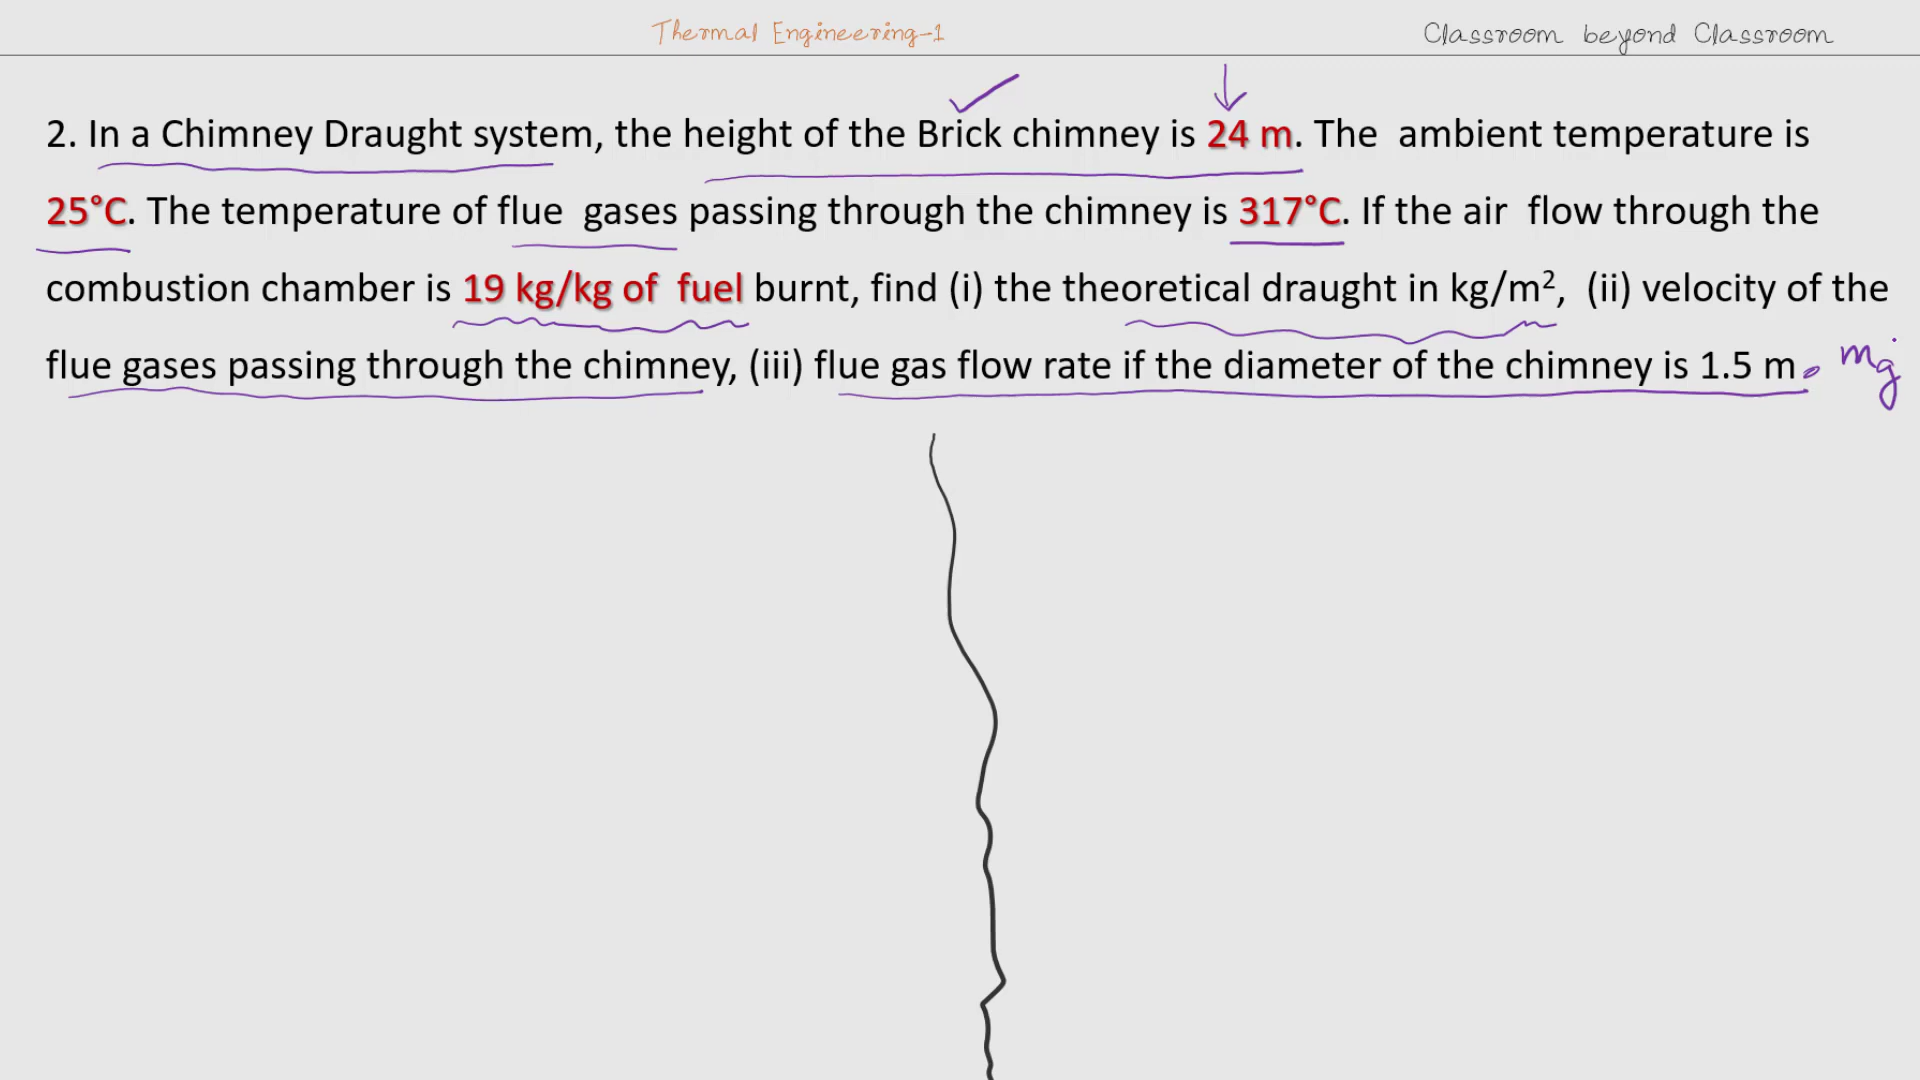 Thermal Engineering-1
Classroom beyond Classroom
2. In a Chimney Draught system, the height of the Brick chimney is 24 m. The ambient temperature is
25°C. The temperature of flue gases passing through the chimney is 317°C. If the air flow through the
combustion chamber is 19 kg/kg of fuel burnt, find (i) the theoretical draught in kg/m², (ii) velocity of the
flue gases passing through the chimney, (iii) flue gas flow rate if the diameter of the chimney is 1.5 m. ṁg